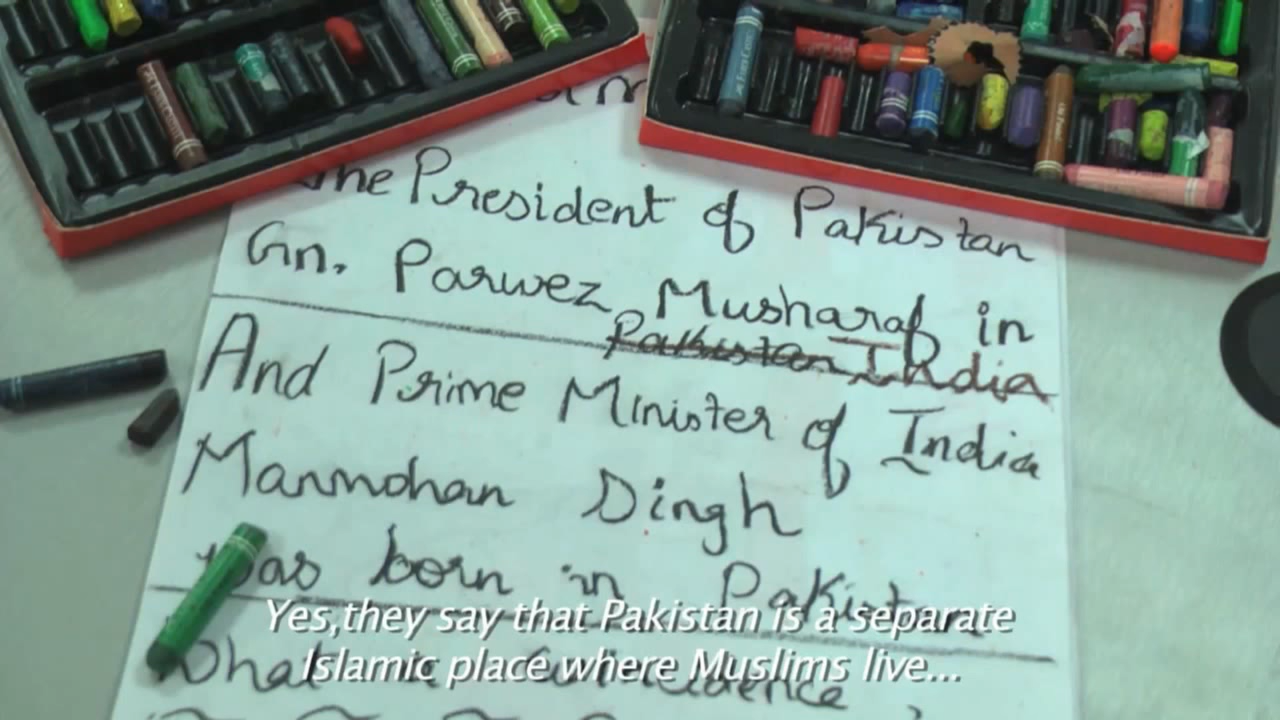 The President of Pakistan
Gn. Parwez Musharaf in
Pakistan India
And Prime Minister of India
Manmohan Singh
was born in Pakist
What
Yes,they say that Pakistan is a separate
Islamic place where Muslims live...